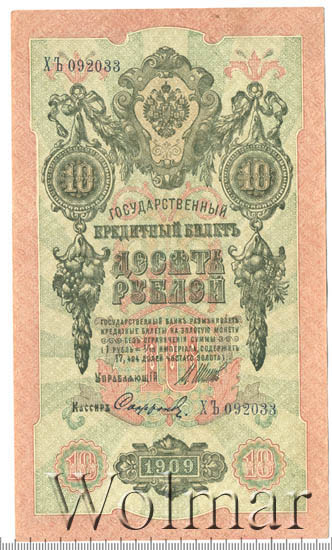 ХЪ 092033
10 10
ГОСУДАРСТВЕННЫЙ
КРЕДИТНЫЙ БИЛЕТЪ
ДЕСЯТЬ
РУБЛЕЙ
ГОСУДАРСТВЕННЫЙ БАНКЪ РАЗМѢНИВАЕТЪ
КРЕДИТНЫЕ БИЛЕТЫ НА ЗОЛОТУЮ МОНЕТУ
БЕЗЪ ОГРАНИЧЕНІЯ СУММЫ
(1 РУБЛЬ = 1/15 ИМПЕРІАЛА, СОДЕРЖИТЪ
17,424 ДОЛЕЙ ЧИСТАГО ЗОЛОТА)
УПРАВЛЯЮЩІЙ
КАССИРЪ
ХЪ 092033
10 1909 10
Wolmar